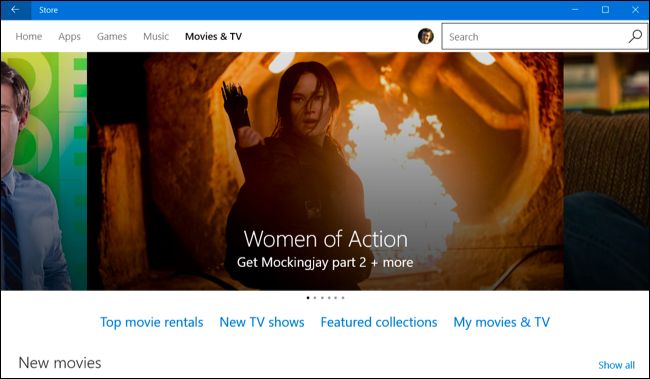 Store
Home Apps Games Music Movies & TV Search
Women of Action
Get Mockingjay part 2 + more
Top movie rentals New TV shows Featured collections My movies & TV
New movies Show all